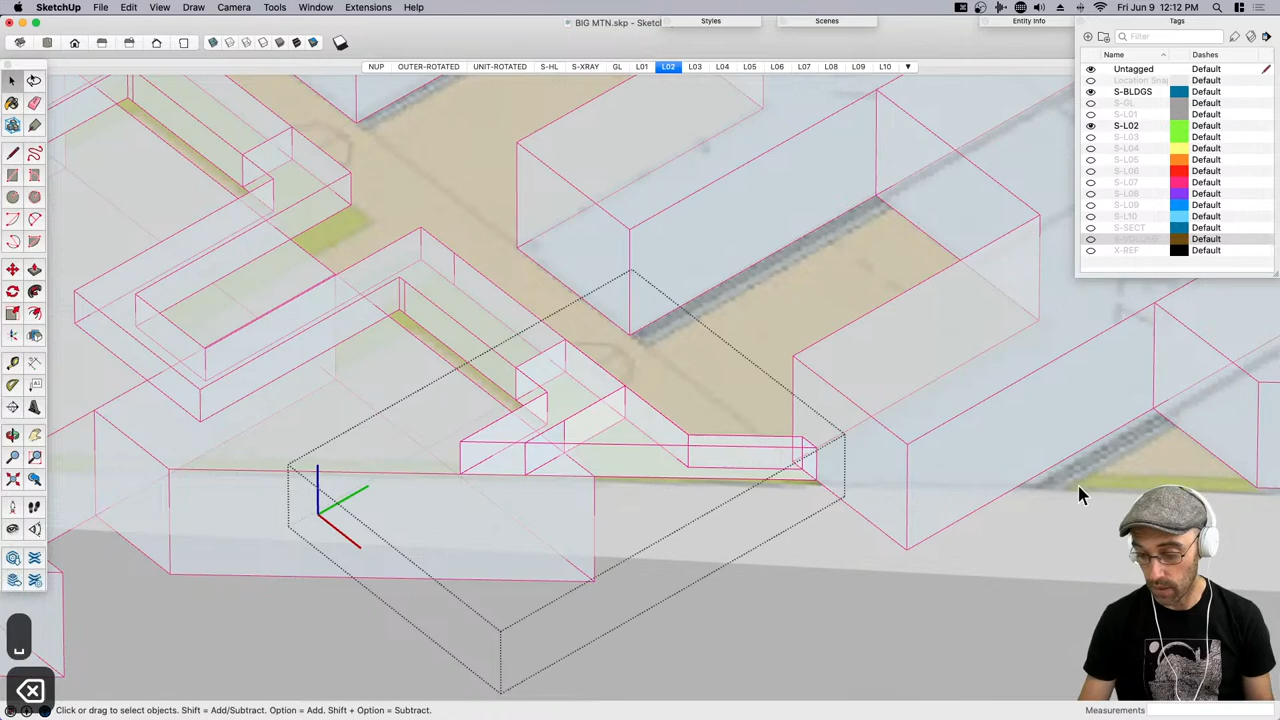 SketchUp File Edit View Draw Camera Tools Window Extensions Help Fri Jun 9 12:12 PM
BIG MTN.skp - Sketch
Styles
Scenes
Entity Info
Tags
Filter
NUP OUTER-ROTATED UNIT-ROTATED S-HL S-XRAY GL L01 L02 L03 L04 L05 L06 L07 L08 L09 L10
Name Dashes
Untagged Default
Location Snap Default
S-BLDGS Default
S-GL Default
S-L01 Default
S-L02 Default
S-L03 Default
S-L04 Default
S-L05 Default
S-L06 Default
S-L07 Default
S-L08 Default
S-L09 Default
S-L10 Default
S-SECT Default
Default
X-REF Default
Click or drag to select objects. Shift = Add/Subtract. Option = Add. Shift + Option = Subtract.
Measurements